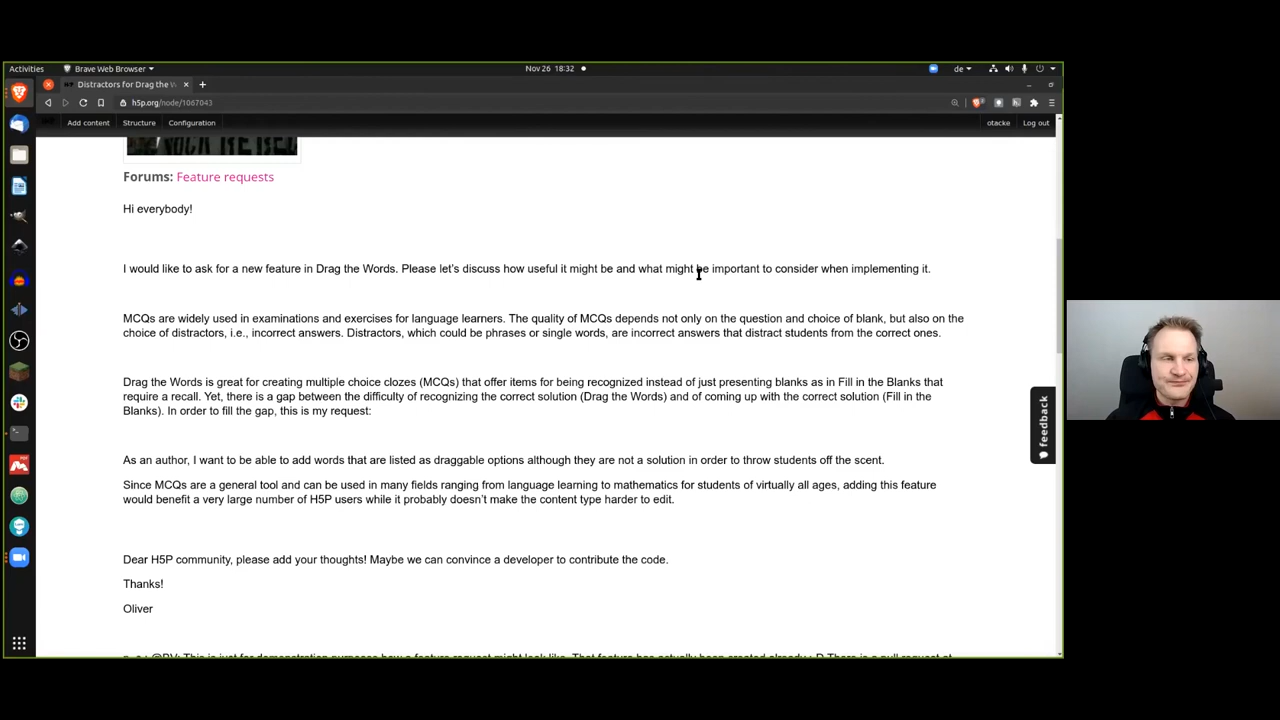 Activities
Brave Web Browser
Nov 26 18:32
de
Distractors for Drag the W
h5p.org/node/1067043
Add content
Structure
Configuration
otacke
Log out
Forums: Feature requests
Hi everybody!
I would like to ask for a new feature in Drag the Words. Please let's discuss how useful it might be and what might be important to consider when implementing it.
MCQs are widely used in examinations and exercises for language learners. The quality of MCQs depends not only on the question and choice of blank, but also on the
choice of distractors, i.e., incorrect answers. Distractors, which could be phrases or single words, are incorrect answers that distract students from the correct ones.
Drag the Words is great for creating multiple choice clozes (MCQs) that offer items for being recognized instead of just presenting blanks as in Fill in the Blanks that
require a recall. Yet, there is a gap between the difficulty of recognizing the correct solution (Drag the Words) and of coming up with the correct solution (Fill in the
Blanks). In order to fill the gap, this is my request:
feedback
As an author, I want to be able to add words that are listed as draggable options although they are not a solution in order to throw students off the scent.
Since MCQs are a general tool and can be used in many fields ranging from language learning to mathematics for students of virtually all ages, adding this feature
would benefit a very large number of H5P users while it probably doesn't make the content type harder to edit.
Dear H5P community, please add your thoughts! Maybe we can convince a developer to contribute the code.
Thanks!
Oliver